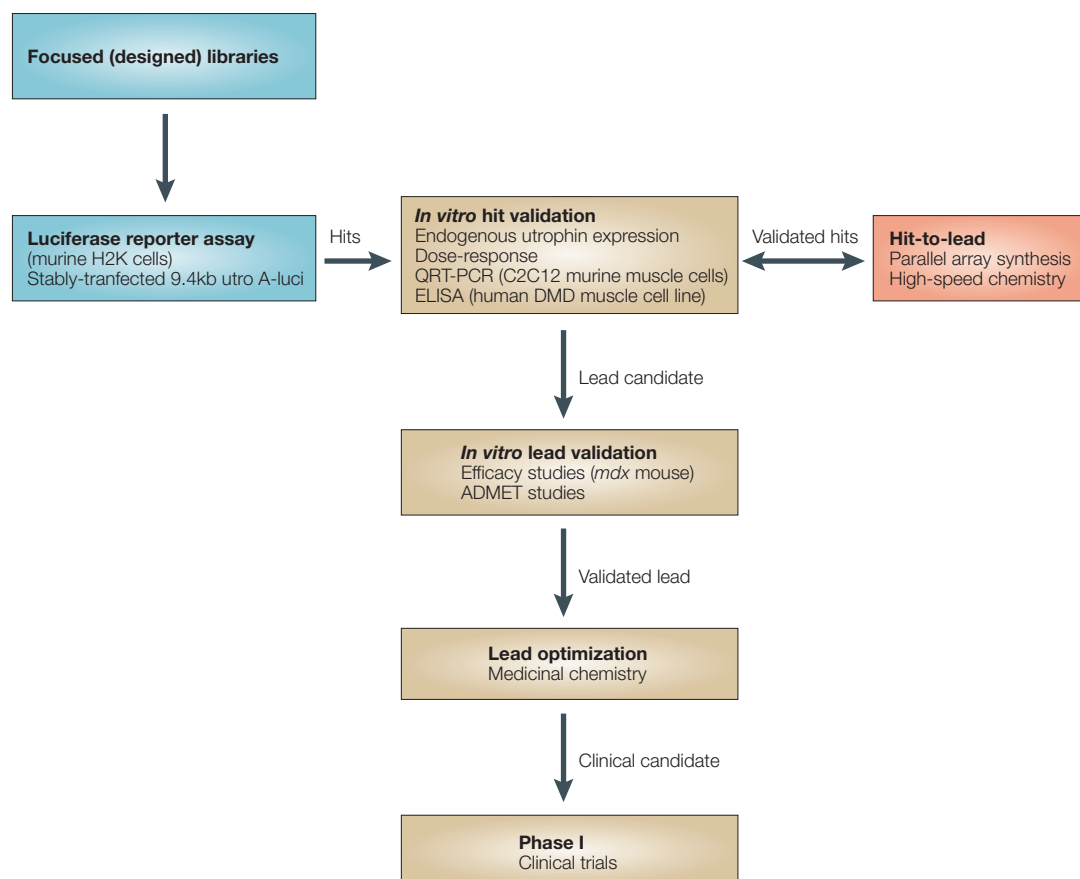 Focused (designed) libraries
Luciferase reporter assay
(murine H2K cells)
Stably-tranfected 9.4kb utro A-luci
Hits
In vitro hit validation
Endogenous utrophin expression
Dose-response
QRT-PCR (C2C12 murine muscle cells)
ELISA (human DMD muscle cell line)
Validated hits
Hit-to-lead
Parallel array synthesis
High-speed chemistry
Lead candidate
In vitro lead validation
Efficacy studies (mdx mouse)
ADMET studies
Validated lead
Lead optimization
Medicinal chemistry
Clinical candidate
Phase I
Clinical trials